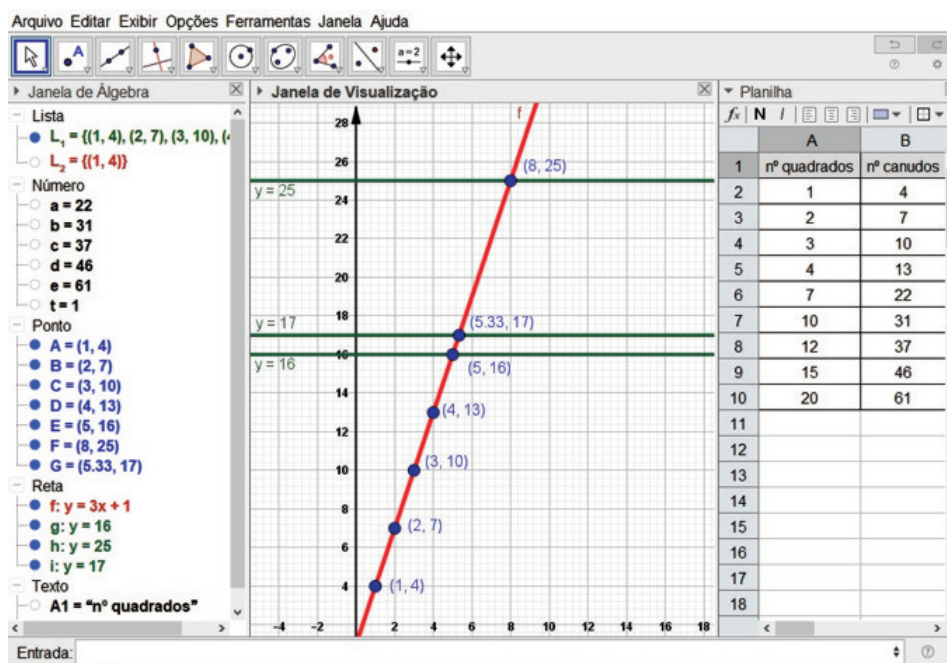 Arquivo Editar Exibir Opções Ferramentas Janela Ajuda
A
a=2
Janela de Álgebra
Lista
L1 = {(1, 4), (2, 7), (3, 10), (4
L2 = {(1, 4)}
Número
a = 22
b = 31
c = 37
d = 46
e = 61
t = 1
Ponto
A = (1, 4)
B = (2, 7)
C = (3, 10)
D = (4, 13)
E = (5, 16)
F = (8, 25)
G = (5.33, 17)
Reta
f: y = 3x + 1
g: y = 16
h: y = 25
i: y = 17
Texto
A1 = “nº quadrados”
Janela de Visualização
f
28
26
(8, 25)
y = 25
24
22
20
18
y = 17
(5.33, 17)
16
y = 16
(5, 16)
14
(4, 13)
12
(3, 10)
10
8
(2, 7)
6
4
(1, 4)
-4 -2 2 4 6 8 10 12 14 16 18
Planilha
fx N I
A B
1 nº quadrados nº canudos
2 1 4
3 2 7
4 3 10
5 4 13
6 7 22
7 10 31
8 12 37
9 15 46
10 20 61
11
12
13
14
15
16
17
18
Entrada: